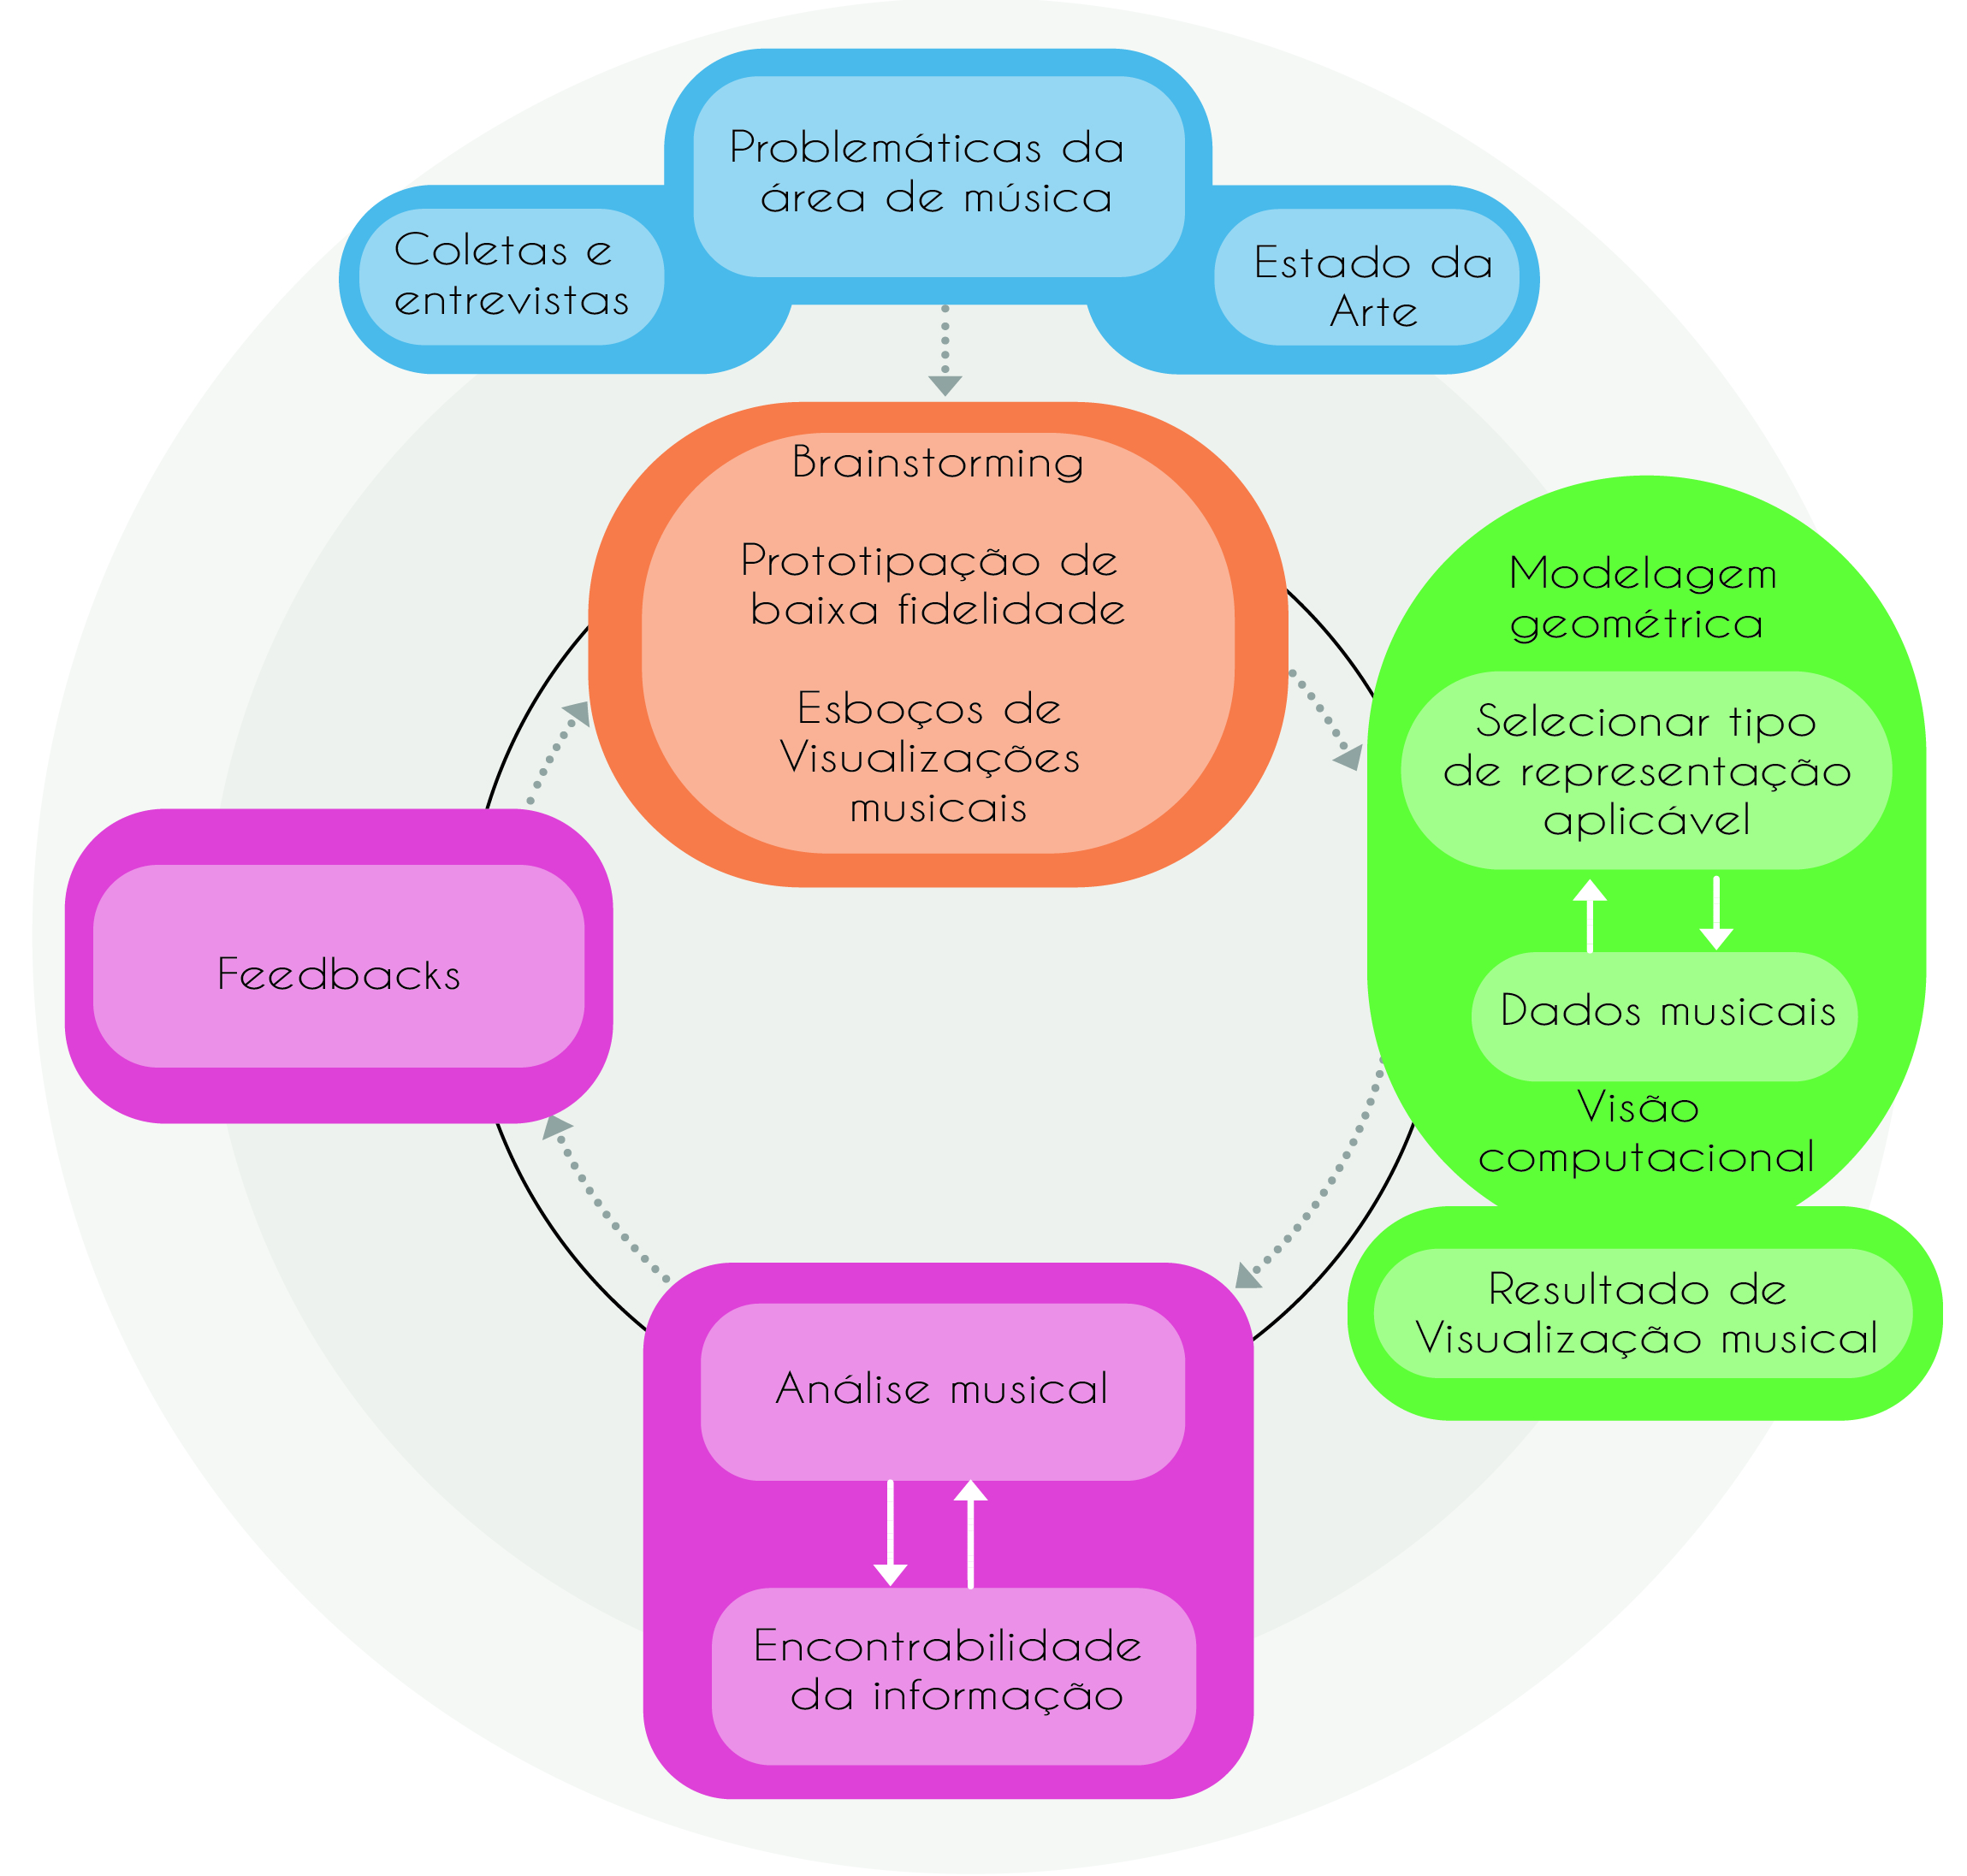 Problemáticas da
área de música
Coletas e
entrevistas
Estado da
Arte
Brainstorming
Prototipação de
baixa fidelidade
Esboços de
Visualizações
musicais
Modelagem
geométrica
Selecionar tipo
de representação
aplicável
Dados musicais
Visão
computacional
Resultado de
Visualização musical
Feedbacks
Análise musical
Encontrabilidade
da informação